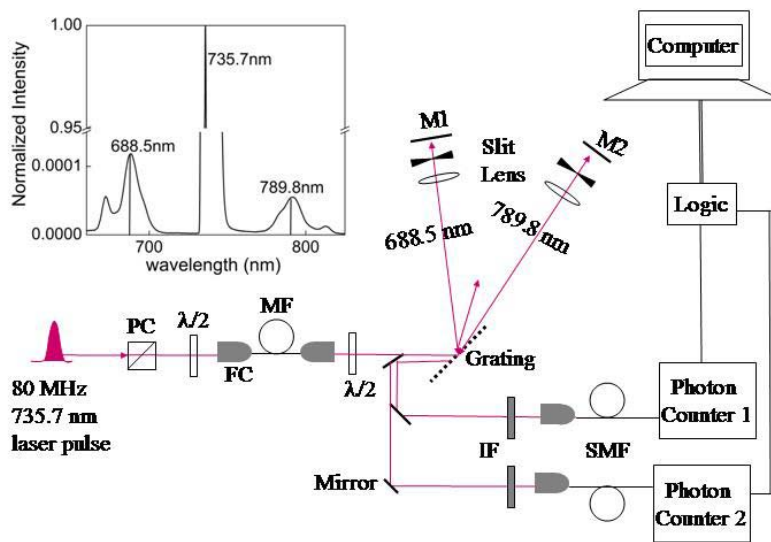 1.00
Normalized Intensity
735.7nm
0.95
688.5nm
0.0001
789.8nm
0.0000
700
800
wavelength (nm)
M1
Slit
Lens
M2
688.5 nm
789.8 nm
Computer
Logic
PC
λ/2
MF
FC
λ/2
Grating
80 MHz
735.7 nm
laser pulse
Mirror
IF
SMF
Photon
Counter 1
Photon
Counter 2